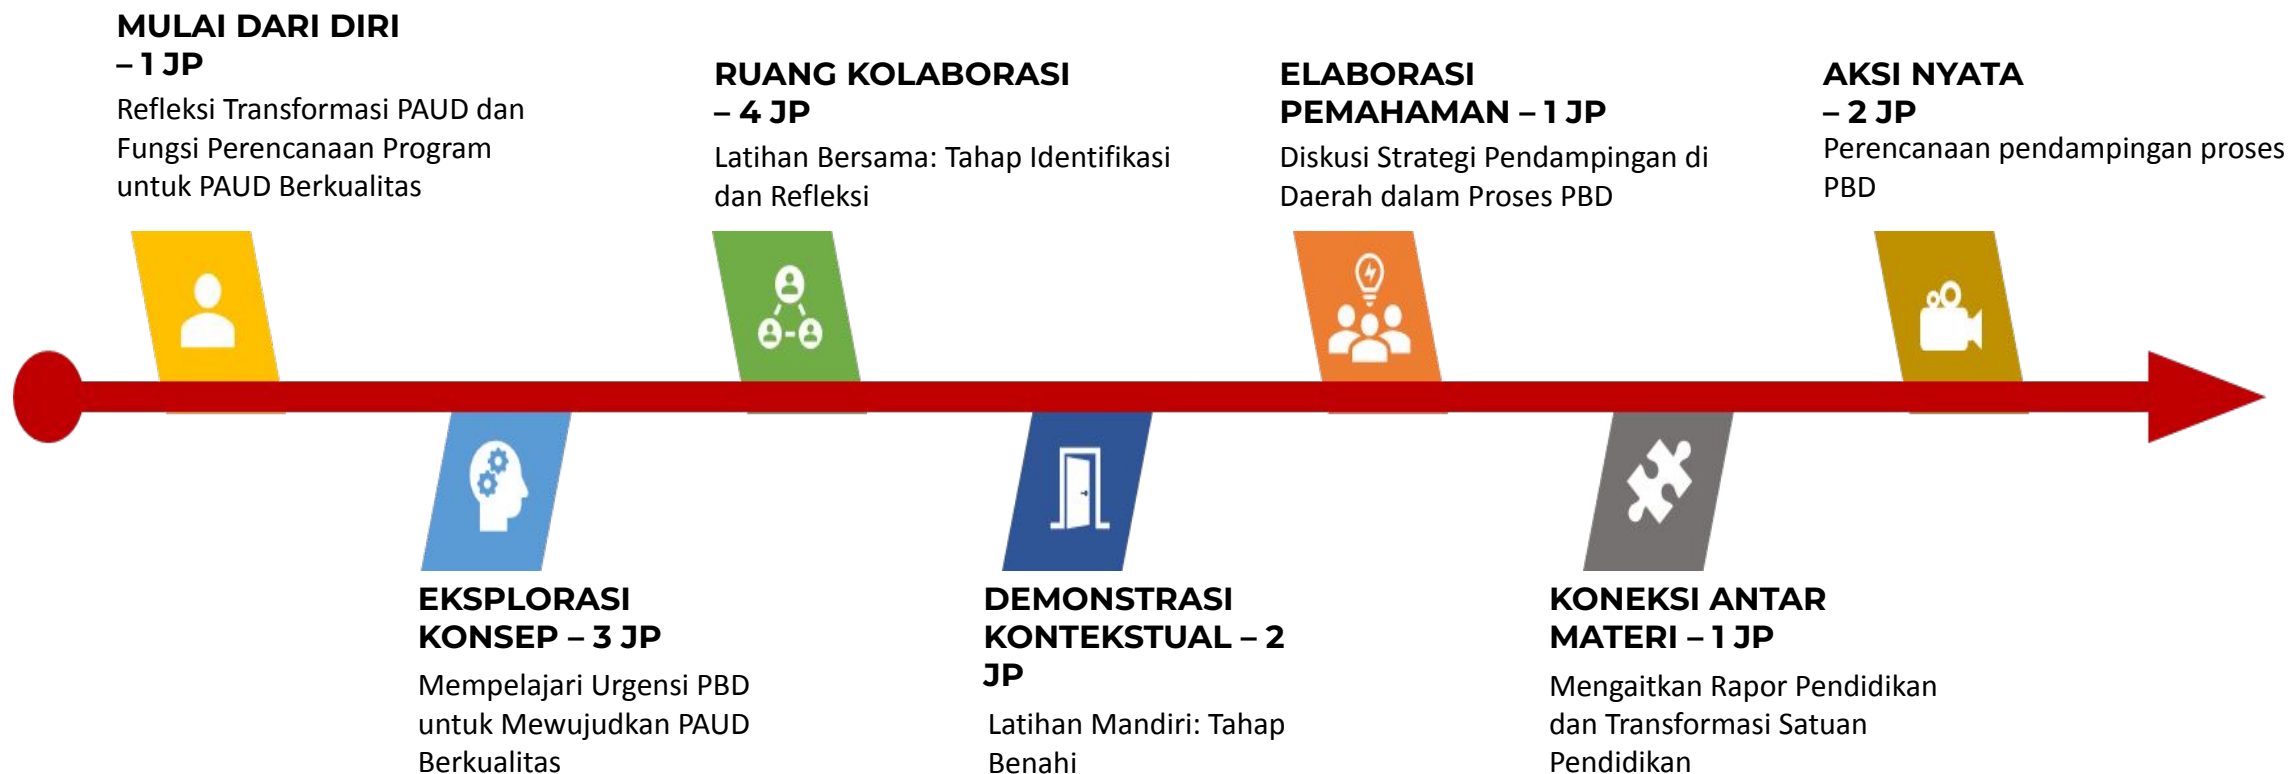 MULAI DARI DIRI
– 1 JP
Refleksi Transformasi PAUD dan
Fungsi Perencanaan Program
untuk PAUD Berkualitas
EKSPLORASI
KONSEP – 3 JP
Mempelajari Urgensi PBD
untuk Mewujudkan PAUD
Berkualitas
RUANG KOLABORASI
– 4 JP
Latihan Bersama: Tahap Identifikasi
dan Refleksi
DEMONSTRASI
KONTEKSTUAL – 2
JP
Latihan Mandiri: Tahap
Benahi
ELABORASI
PEMAHAMAN – 1 JP
Diskusi Strategi Pendampingan di
Daerah dalam Proses PBD
KONEKSI ANTAR
MATERI – 1 JP
Mengaitkan Rapor Pendidikan
dan Transformasi Satuan
Pendidikan
AKSI NYATA
– 2 JP
Perencanaan pendampingan proses
PBD